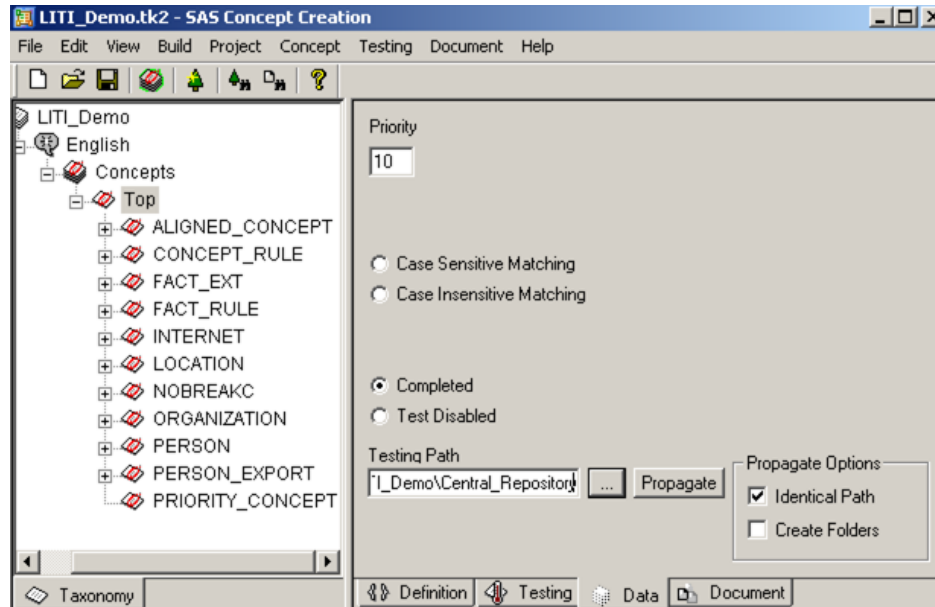 LITI_Demo.tk2 - SAS Concept Creation
File Edit View Build Project Concept Testing Document Help
LITI_Demo
English
Concepts
Top
ALIGNED_CONCEPT
CONCEPT_RULE
FACT_EXT
FACT_RULE
INTERNET
LOCATION
NOBREAKC
ORGANIZATION
PERSON
PERSON_EXPORT
PRIORITY_CONCEPT
Taxonomy
Priority
10
Case Sensitive Matching
Case Insensitive Matching
Completed
Test Disabled
Testing Path
I_Demo\Central_Repository ... Propagate
Propagate Options
Identical Path
Create Folders
Definition Testing Data Document